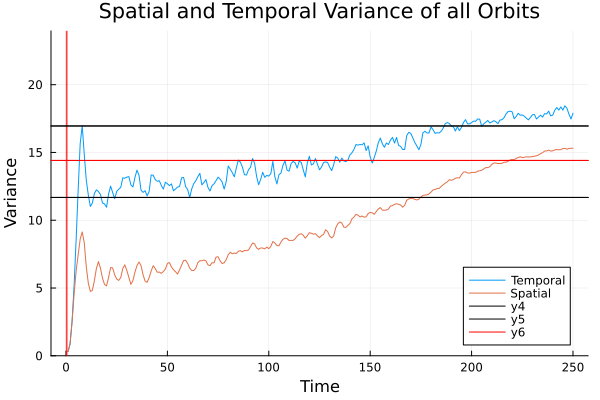 Spatial and Temporal Variance of all Orbits
Variance
20
15
10
5
0
0 50 100 150 200 250
Time
Temporal
Spatial
y4
y5
y6